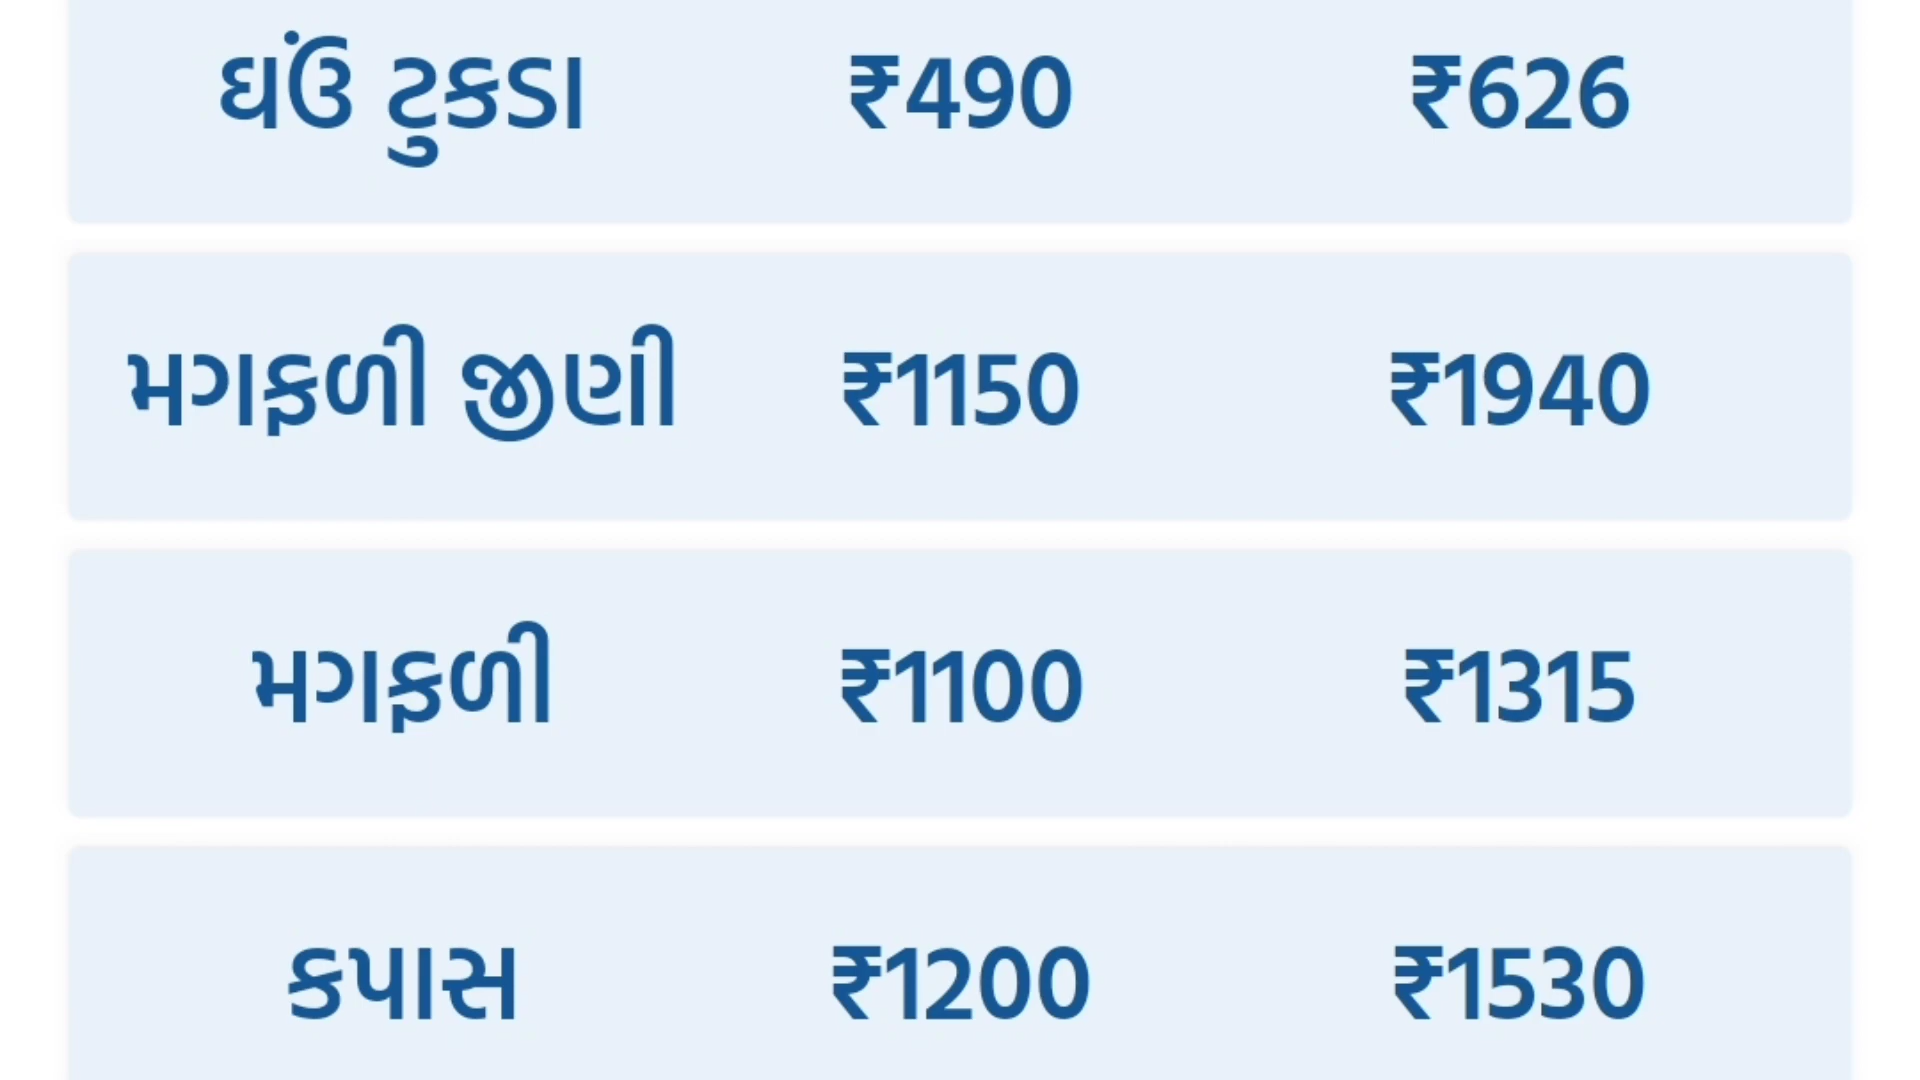 ઘઉં ટુકડા ₹490 ₹626
મગફળી જીણી ₹1150 ₹1940
મગફળી ₹1100 ₹1315
કપાસ ₹1200 ₹1530